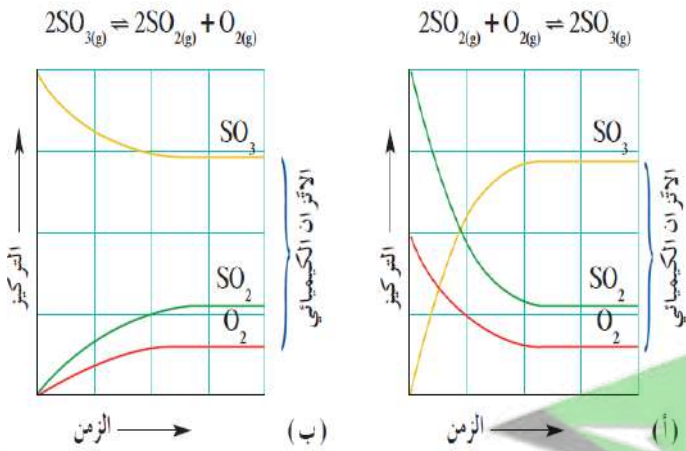 2SO₂(g) + O₂(g) ⇌ 2SO₃(g)
التركيز
SO₃
SO₂
O₂
الاتزان الكيميائي
الزمن
(أ)
2SO₃(g) ⇌ 2SO₂(g) + O₂(g)
التركيز
SO₃
SO₂
O₂
الاتزان الكيميائي
الزمن
(ب)